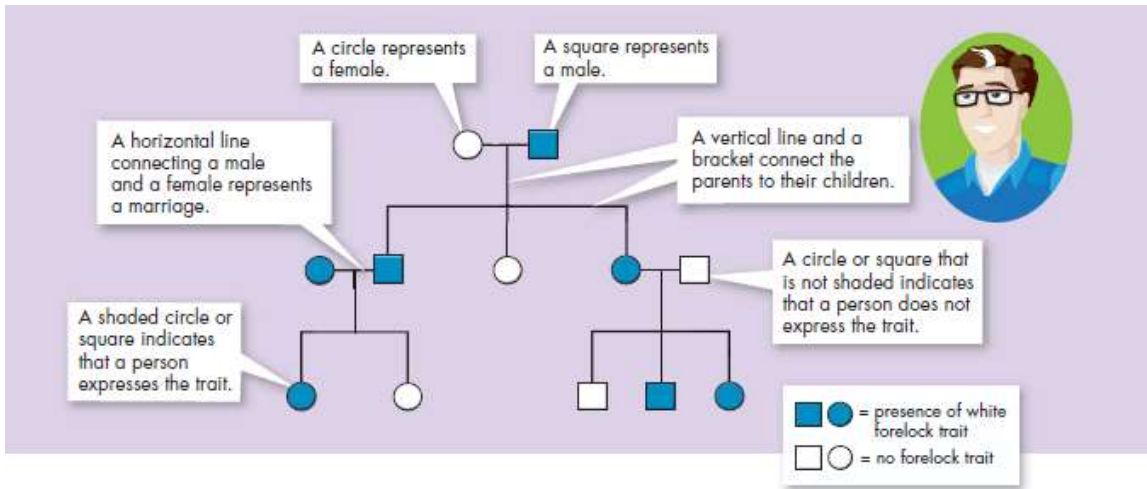 A circle represents
a female.
A square represents
a male.
A horizontal line
connecting a male
and a female represents
a marriage.
A vertical line and a
bracket connect the
parents to their children.
A circle or square that
is not shaded indicates
that a person does not
express the trait.
A shaded circle or
square indicates
that a person
expresses the trait.
= presence of white
forelock trait
= no forelock trait